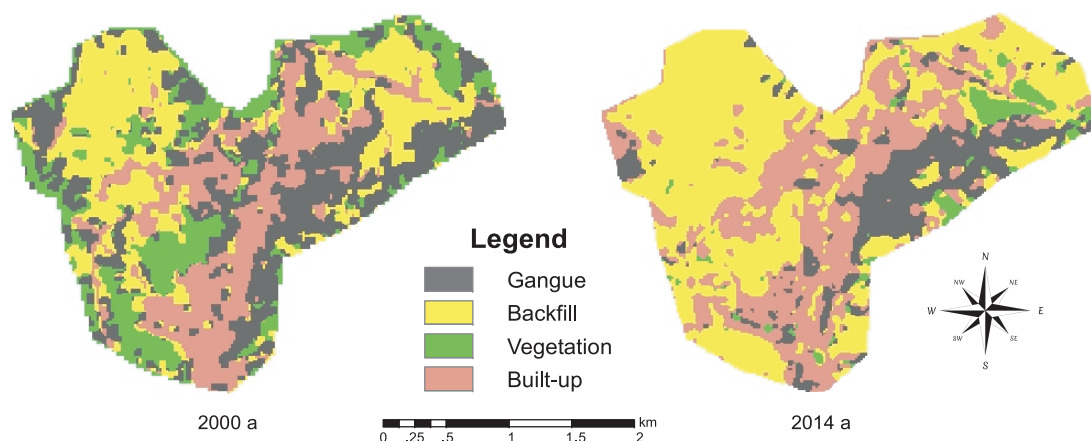 Legend
Gangue
Backfill
Vegetation
Built-up
N
NW
NE
W
E
SW
SE
S
2000 a
2014 a
km
0 .25 .5 1 1.5 2